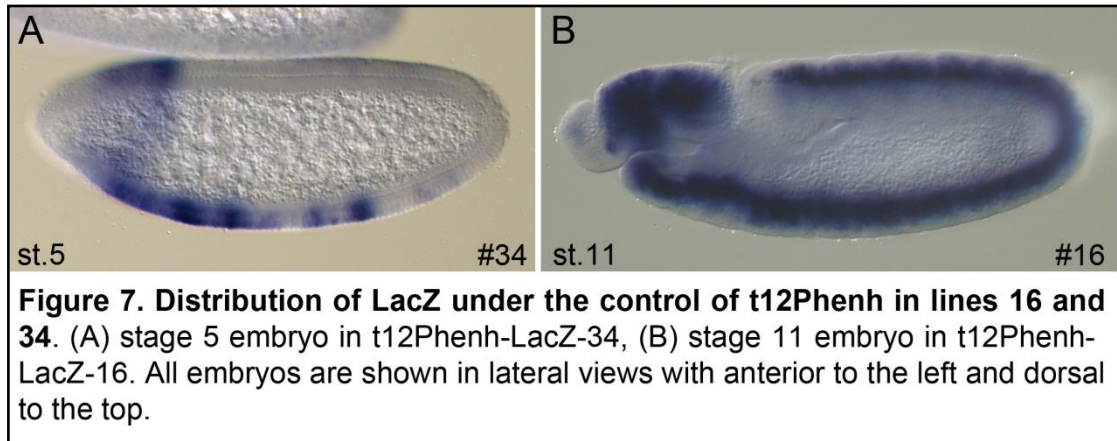 A
B
st.5
#34
st.11
#16
Figure 7. Distribution of LacZ under the control of t12Phenh in lines 16 and
34. (A) stage 5 embryo in t12Phenh-LacZ-34, (B) stage 11 embryo in t12Phenh-
LacZ-16. All embryos are shown in lateral views with anterior to the left and dorsal
to the top.